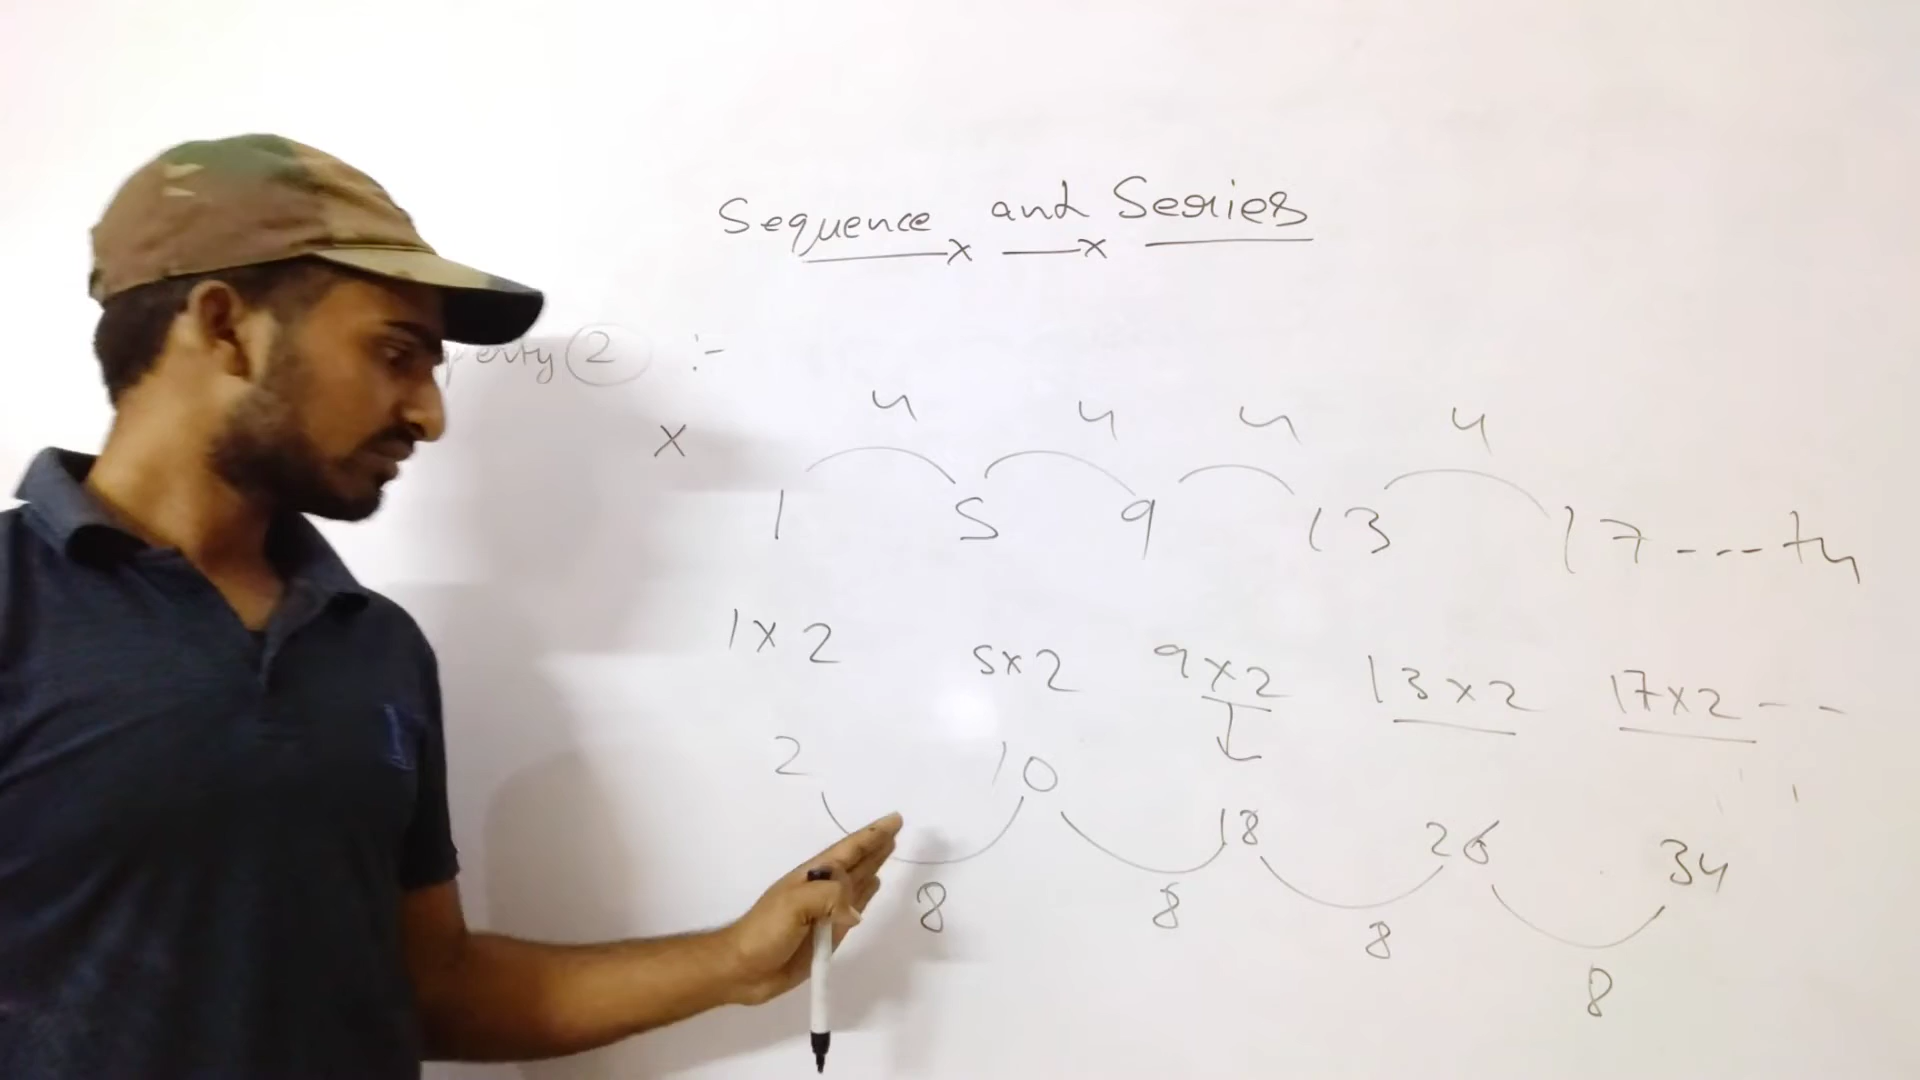 Sequence and Series
x x
perty 2 :-
4 4 4 4
x
1 5 9 13 17 --- tn
1x2 5x2 9x2 13x2 17x2 --
2 10 18 26 34
8 8 8 8